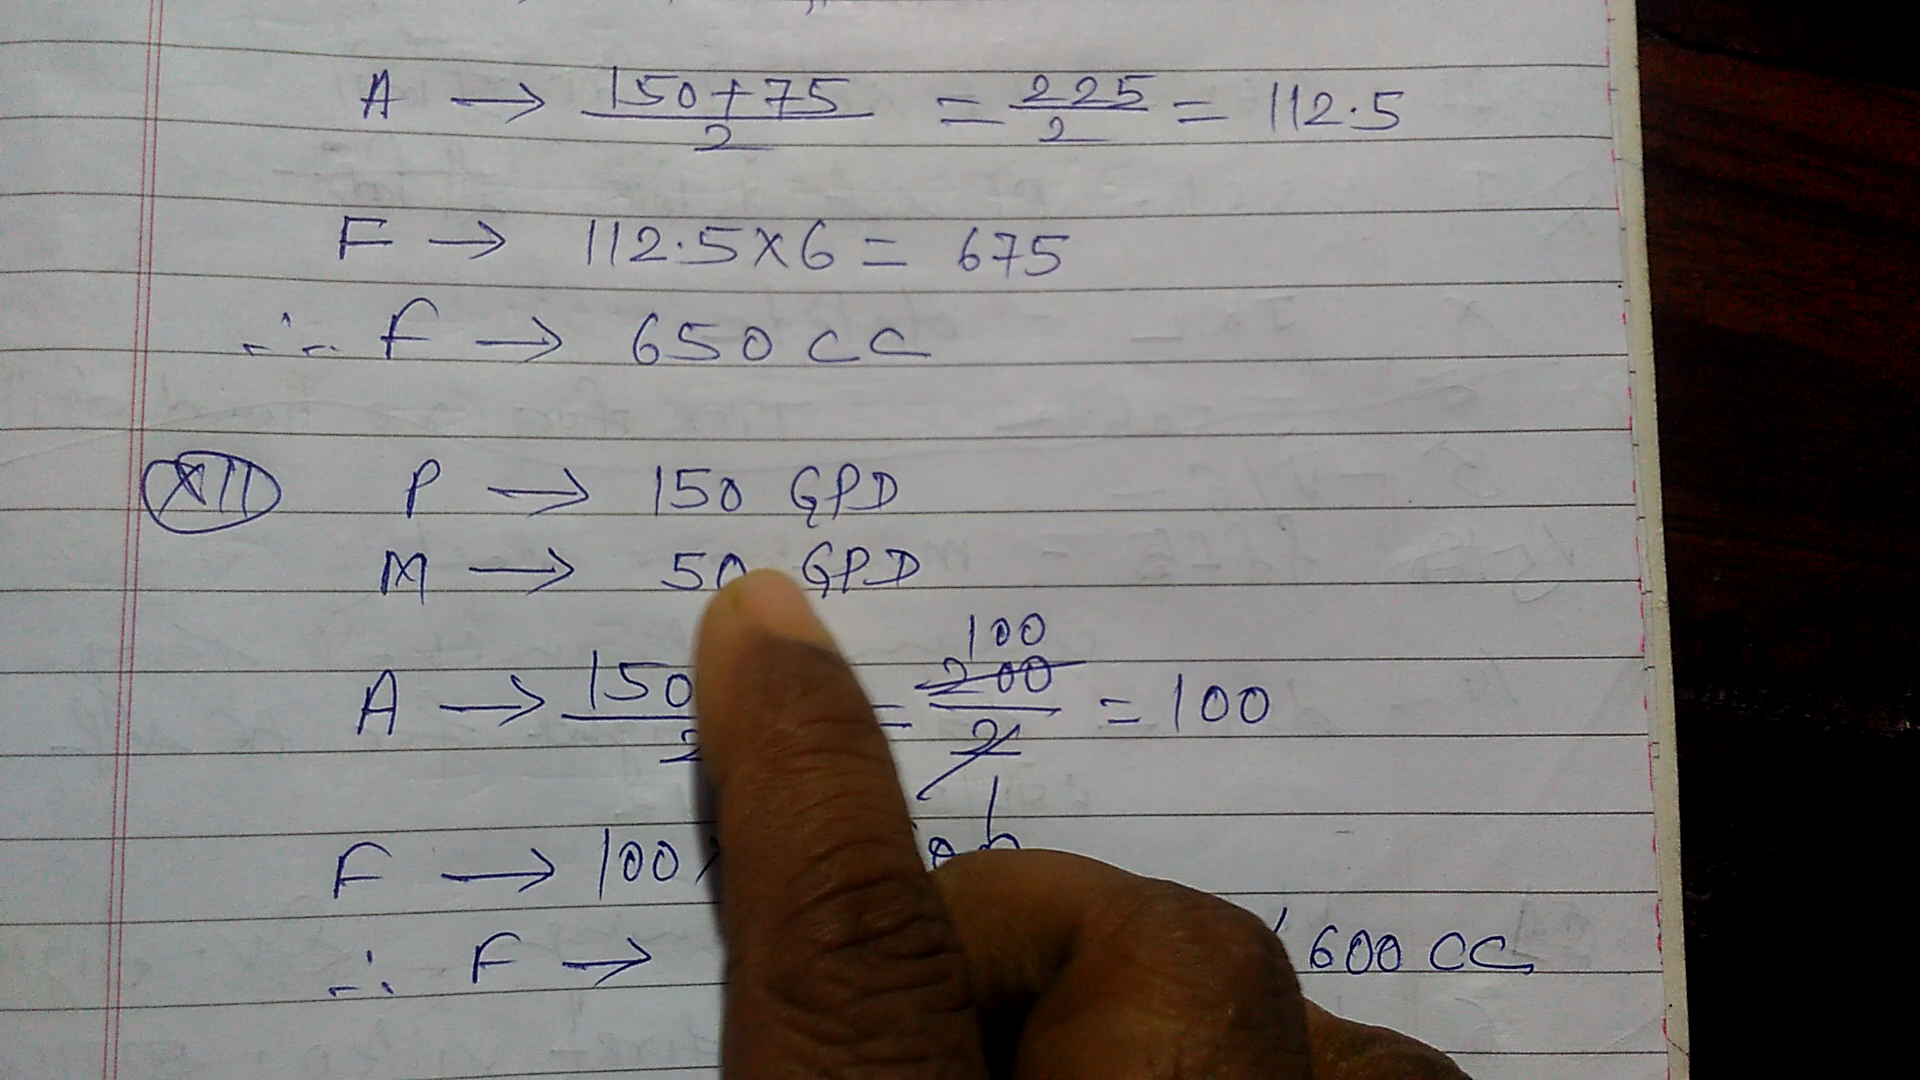 A → 150+75/2 = 225/2 = 112.5
F → 112.5×6 = 675
∴ F → 650 CC
XII P → 150 GPD
M → 50 GPD
A → 150 /2 = 200/2 100 = 100
F → 100
∴ F → 600 CC